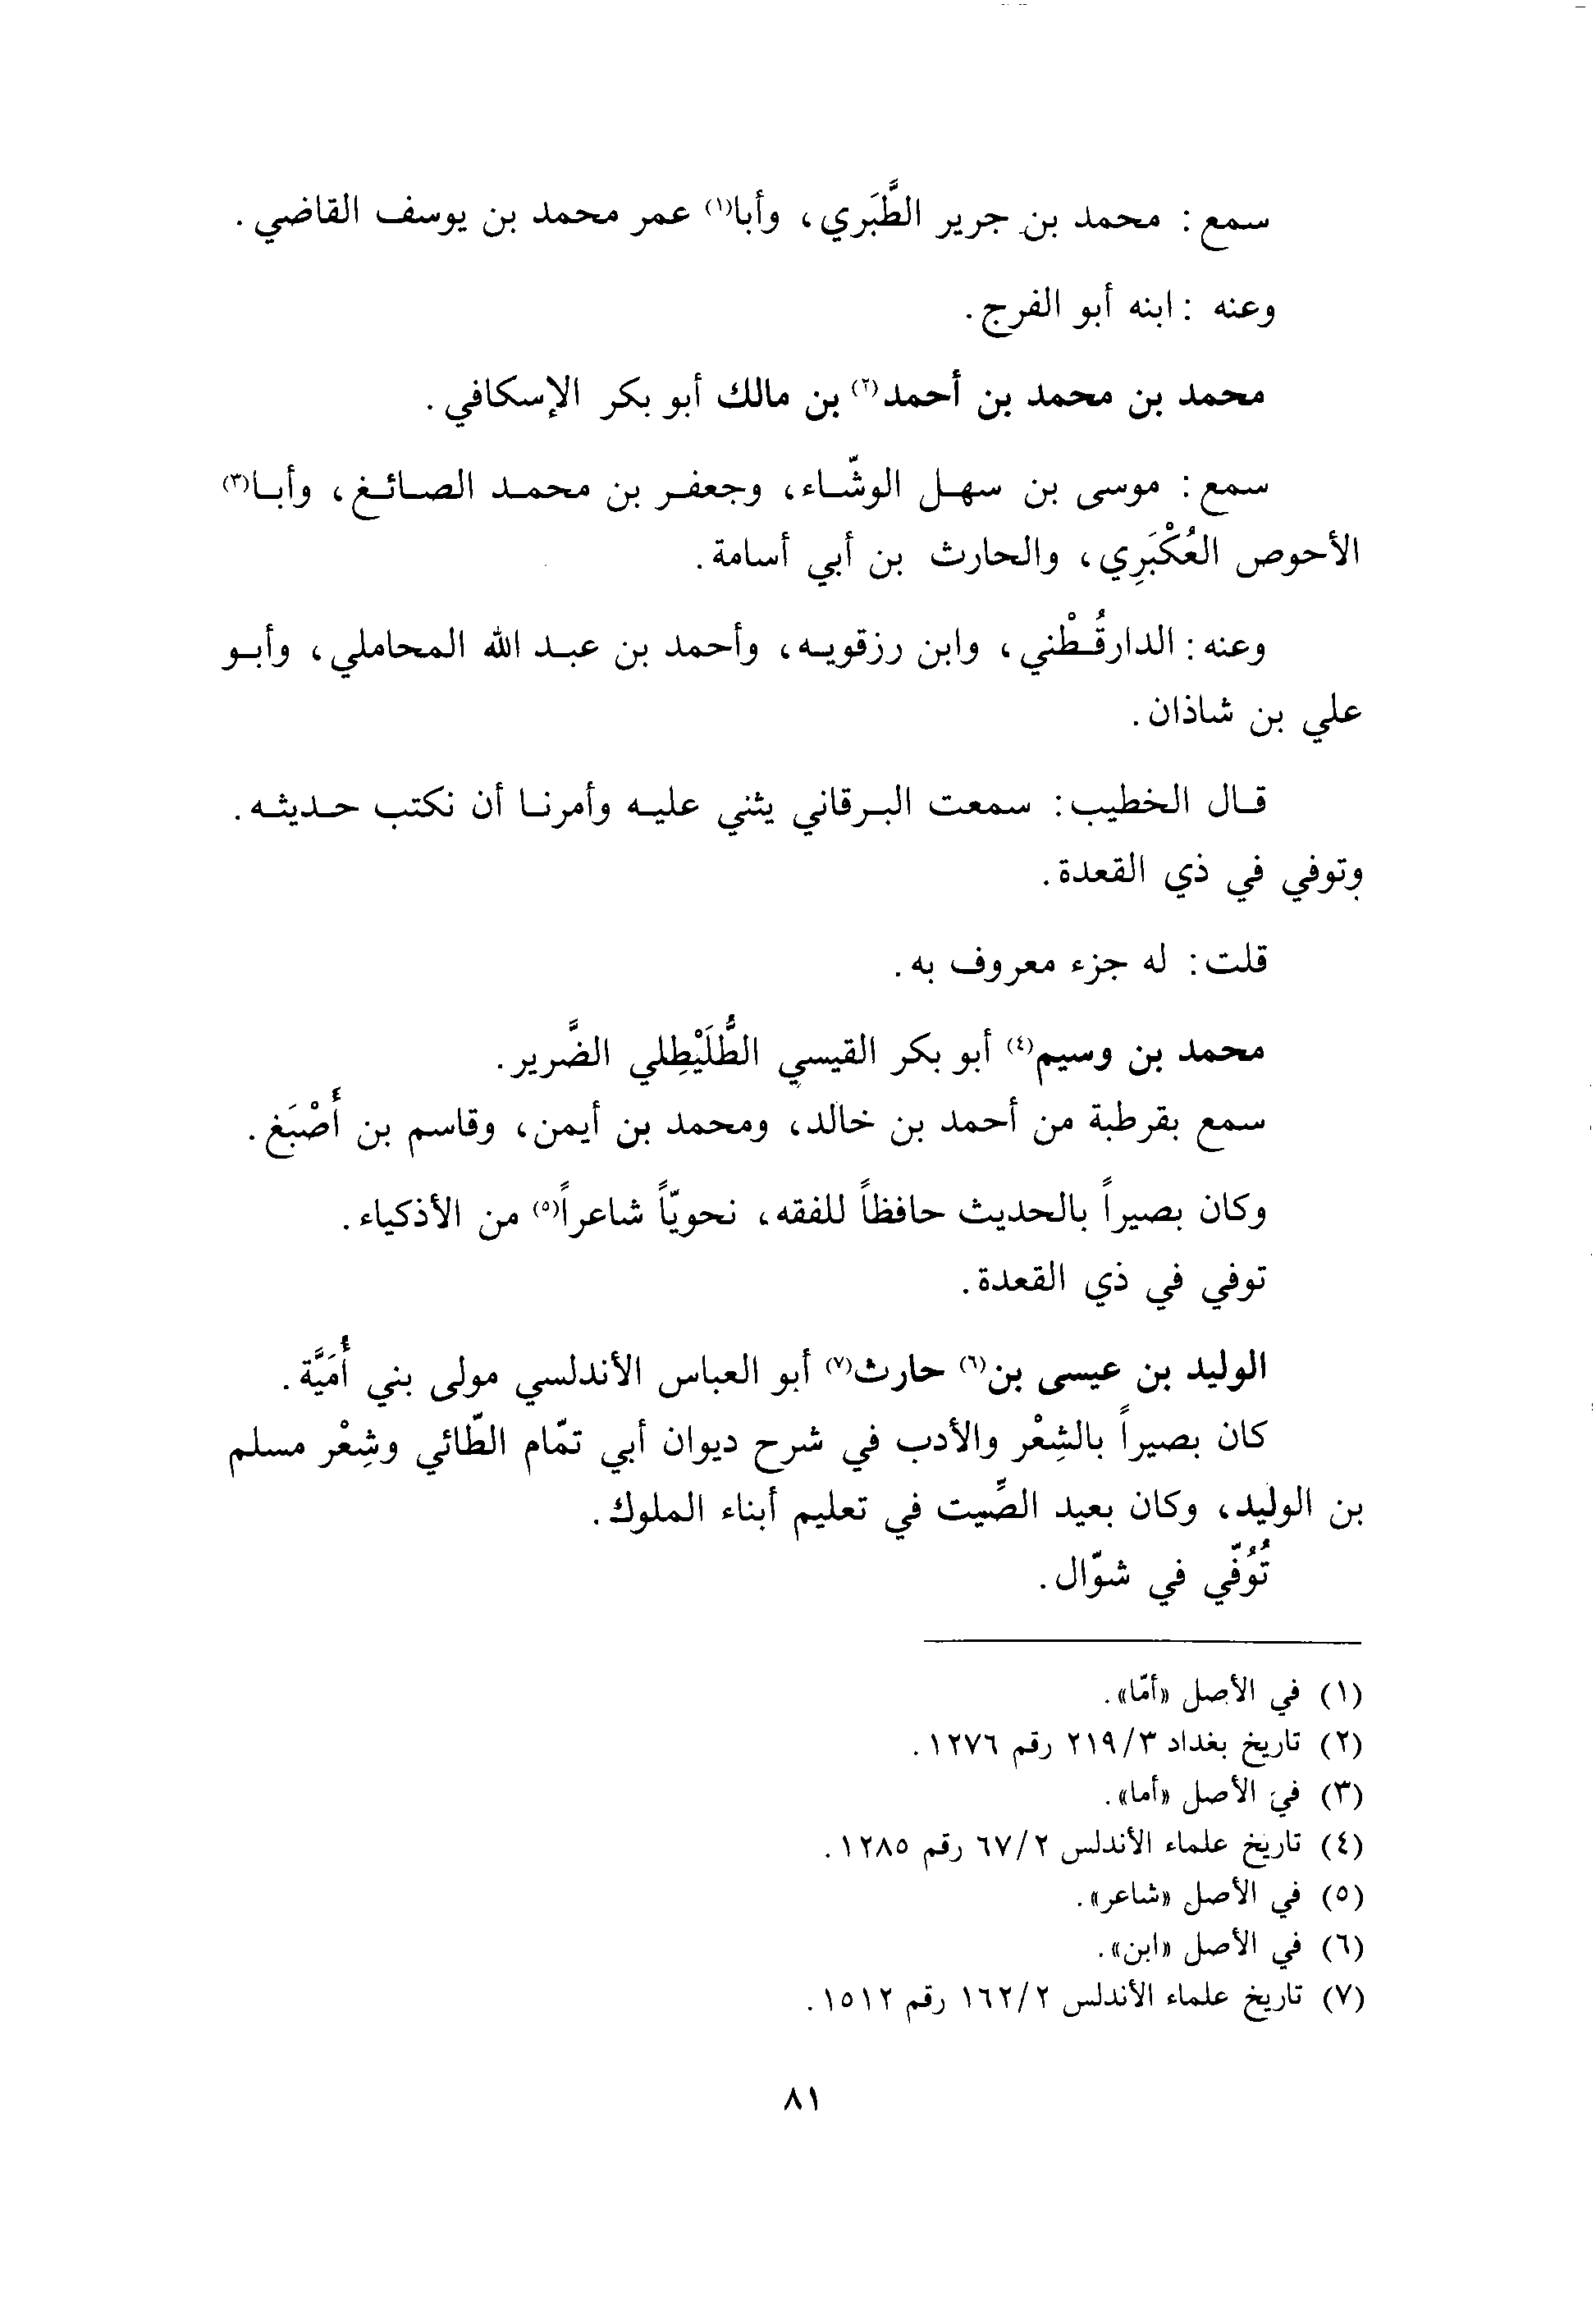 سمع : محمد بن جرير الطَّبَري، وأبا(١) عمر محمد بن يوسف القاضي.
وعنه : ابنه أبو الفرج.
محمد بن محمد بن أحمد(٢) بن مالك أبو بكر الإسكافي.
سمع : موسى بن سهل الوشّاء، وجعفر بن محمد الصائغ، وأبا(٣)
الأحوص العُكْبَرِي، والحارث بن أبي أسامة.
وعنه : الدارقُطْني، وابن رزقويه، وأحمد بن عبد الله المحاملي، وأبو
علي بن شاذان.
قال الخطيب : سمعت البرقاني يثني عليه وأمرنا أن نكتب حديثه.
وتوفي في ذي القعدة.
قلت : له جزء معروف به.
محمد بن وسيم(٤) أبو بكر القيسي الطُّلَيْطِلي الضَّرير.
سمع بقرطبة من أحمد بن خالد، ومحمد بن أيمن، وقاسم بن أَصْبَغ.
وكان بصيراً بالحديث حافظاً للفقه، نحويّاً شاعراً(٥) من الأذكياء.
توفي في ذي القعدة.
الوليد بن عيسى بن(٦) حارث(٧) أبو العباس الأندلسي مولى بني أُمَيَّة.
كان بصيراً بالشِعْر والأدب في شرح ديوان أبي تمّام الطّائي وشِعْر مسلم
بن الوليد، وكان بعيد الصِّيت في تعليم أبناء الملوك.
تُوُفّي في شوّال.
(١) في الأصل «أمّا».
(٢) تاريخ بغداد ٢١٩/٣ رقم ١٢٧٦.
(٣) في الأصل «أما».
(٤) تاريخ علماء الأندلس ٦٧/٢ رقم ١٢٨٥.
(٥) في الأصل «شاعر».
(٦) في الأصل «ابن».
(٧) تاريخ علماء الأندلس ١٦٢/٢ رقم ١٥١٢.
٨١